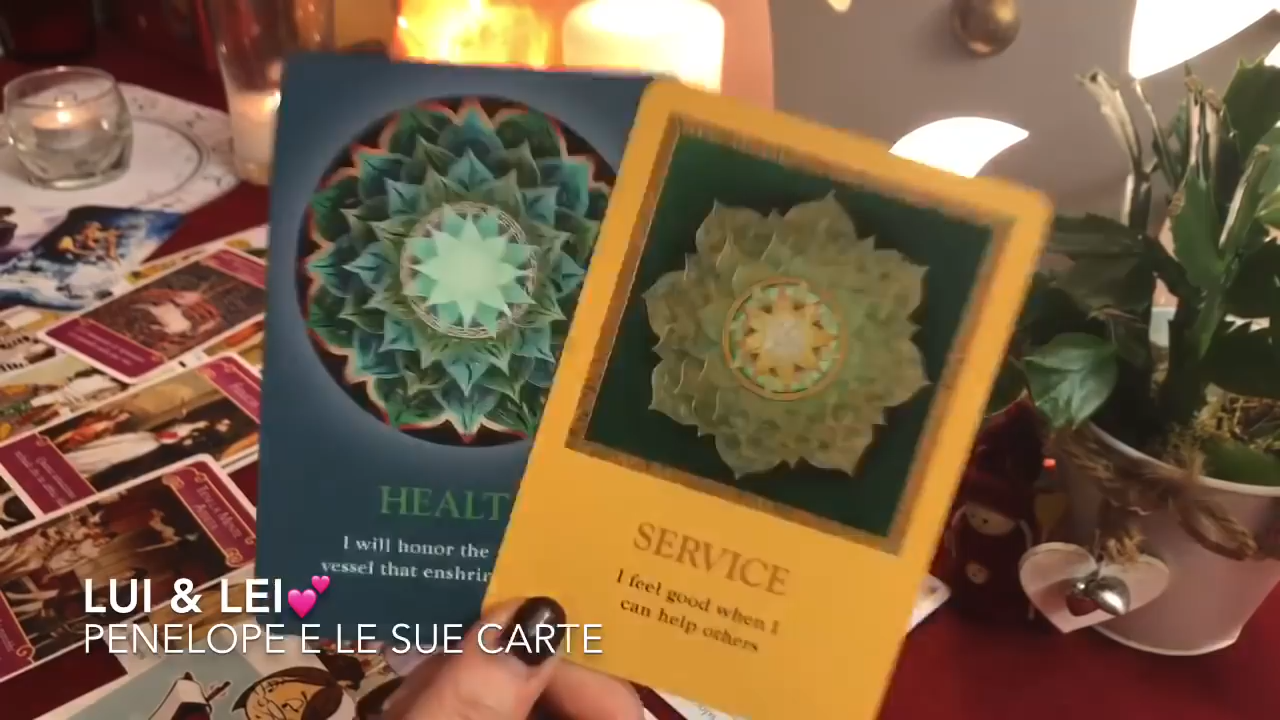 HEALT
I will honor the
vessel that enshrin
SERVICE
I feel good when I
can help others
LUI & LEI💕
PENELOPE E LE SUE CARTE